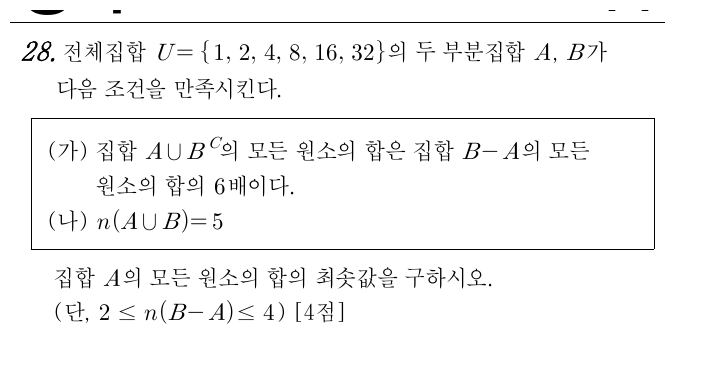 28. 전체집합 U={1, 2, 4, 8, 16, 32}의 두 부분집합 A, B가
다음 조건을 만족시킨다.
(가) 집합 A∪B^C의 모든 원소의 합은 집합 B-A의 모든
원소의 합의 6배이다.
(나) n(A∪B)=5
집합 A의 모든 원소의 합의 최솟값을 구하시오.
(단, 2 ≤ n(B-A) ≤ 4) [4점]